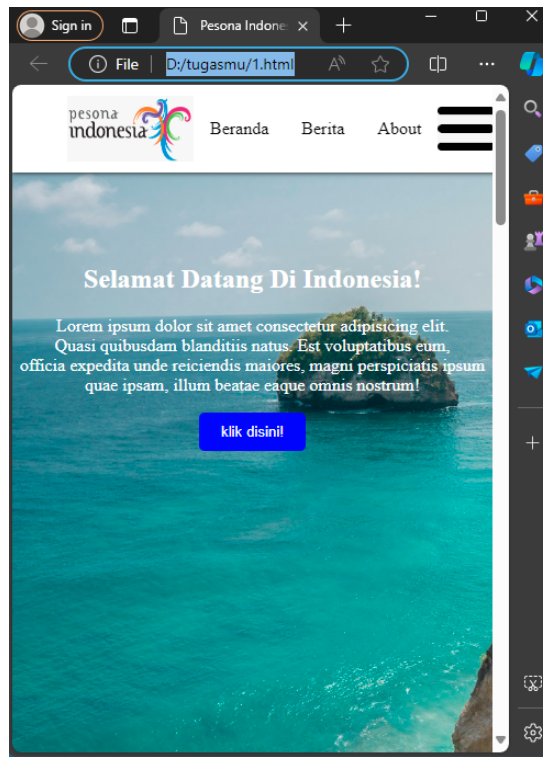 Sign in
Pesona Indone
File
D:/tugasmu/1.html
pesona
indonesia
Beranda
Berita
About
Selamat Datang Di Indonesia!
Lorem ipsum dolor sit amet consectetur adipisicing elit.
Quasi quibusdam blanditiis natus. Est voluptatibus eum,
officia expedita unde reiciendis maiores, magni perspiciatis ipsum
quae ipsam, illum beatae eaque omnis nostrum!
klik disini!